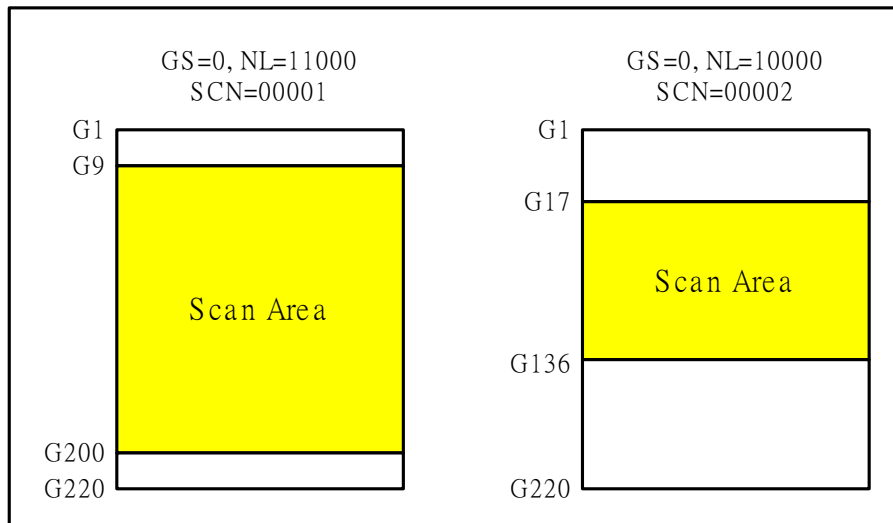 GS=0, NL=11000
SCN=00001
G1
G9
Scan Area
G200
G220
GS=0, NL=10000
SCN=00002
G1
G17
Scan Area
G136
G220